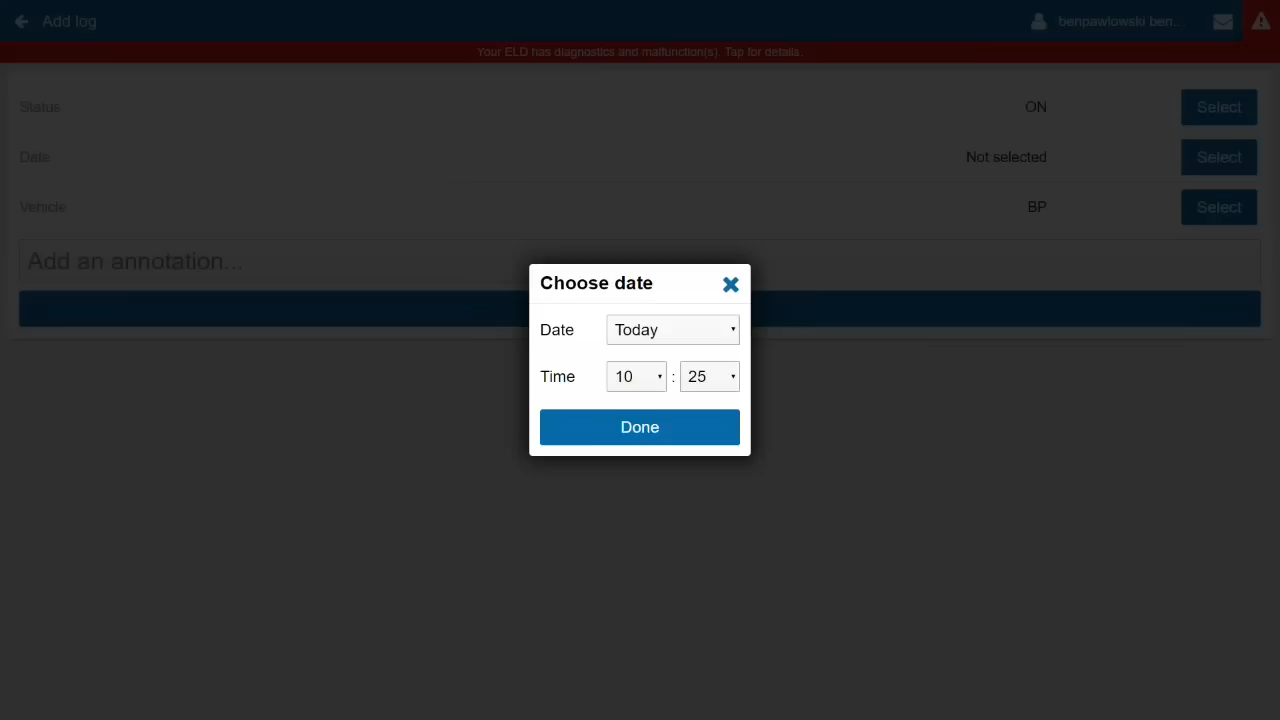 Add log
benpawlowski ben...
Your ELD has diagnostics and malfunction(s). Tap for details.
Status
ON
Select
Date
Not selected
Select
Vehicle
BP
Select
Add an annotation...
Choose date
Date
Today
Time
10 : 25
Done